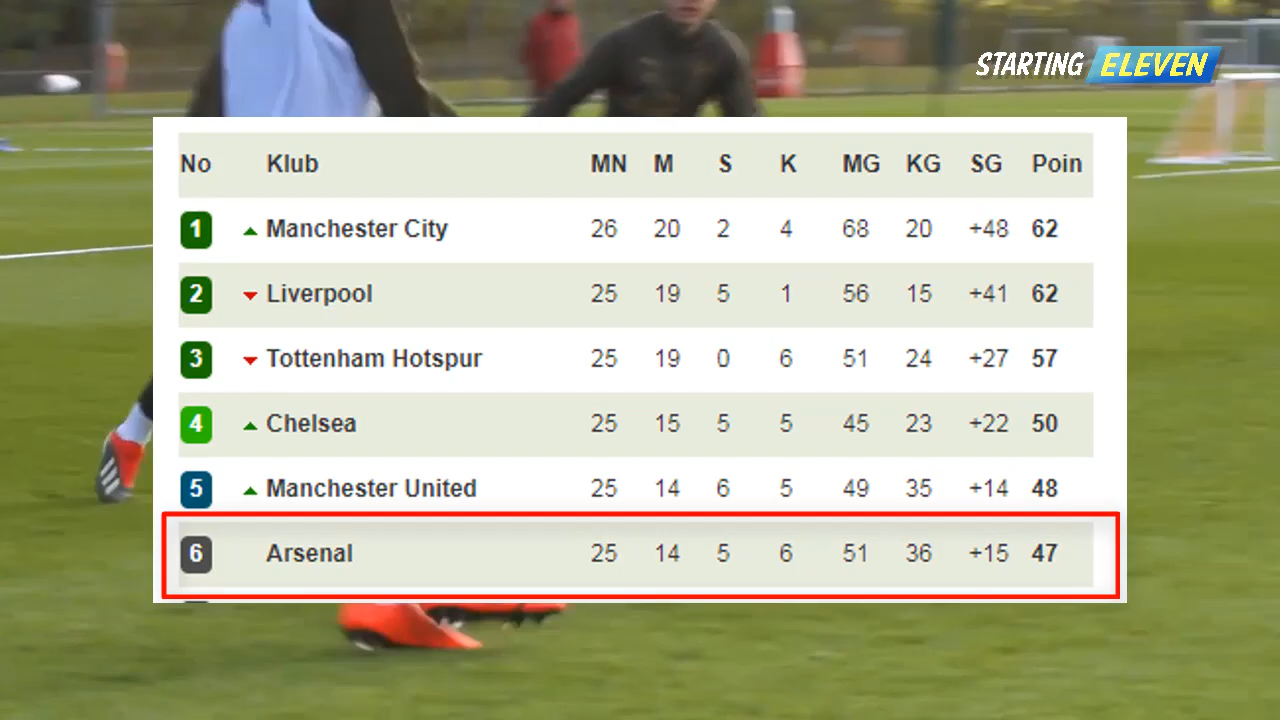 STARTING ELEVEN
No Klub MN M S K MG KG SG Poin
1 Manchester City 26 20 2 4 68 20 +48 62
2 Liverpool 25 19 5 1 56 15 +41 62
3 Tottenham Hotspur 25 19 0 6 51 24 +27 57
4 Chelsea 25 15 5 5 45 23 +22 50
5 Manchester United 25 14 6 5 49 35 +14 48
6 Arsenal 25 14 5 6 51 36 +15 47